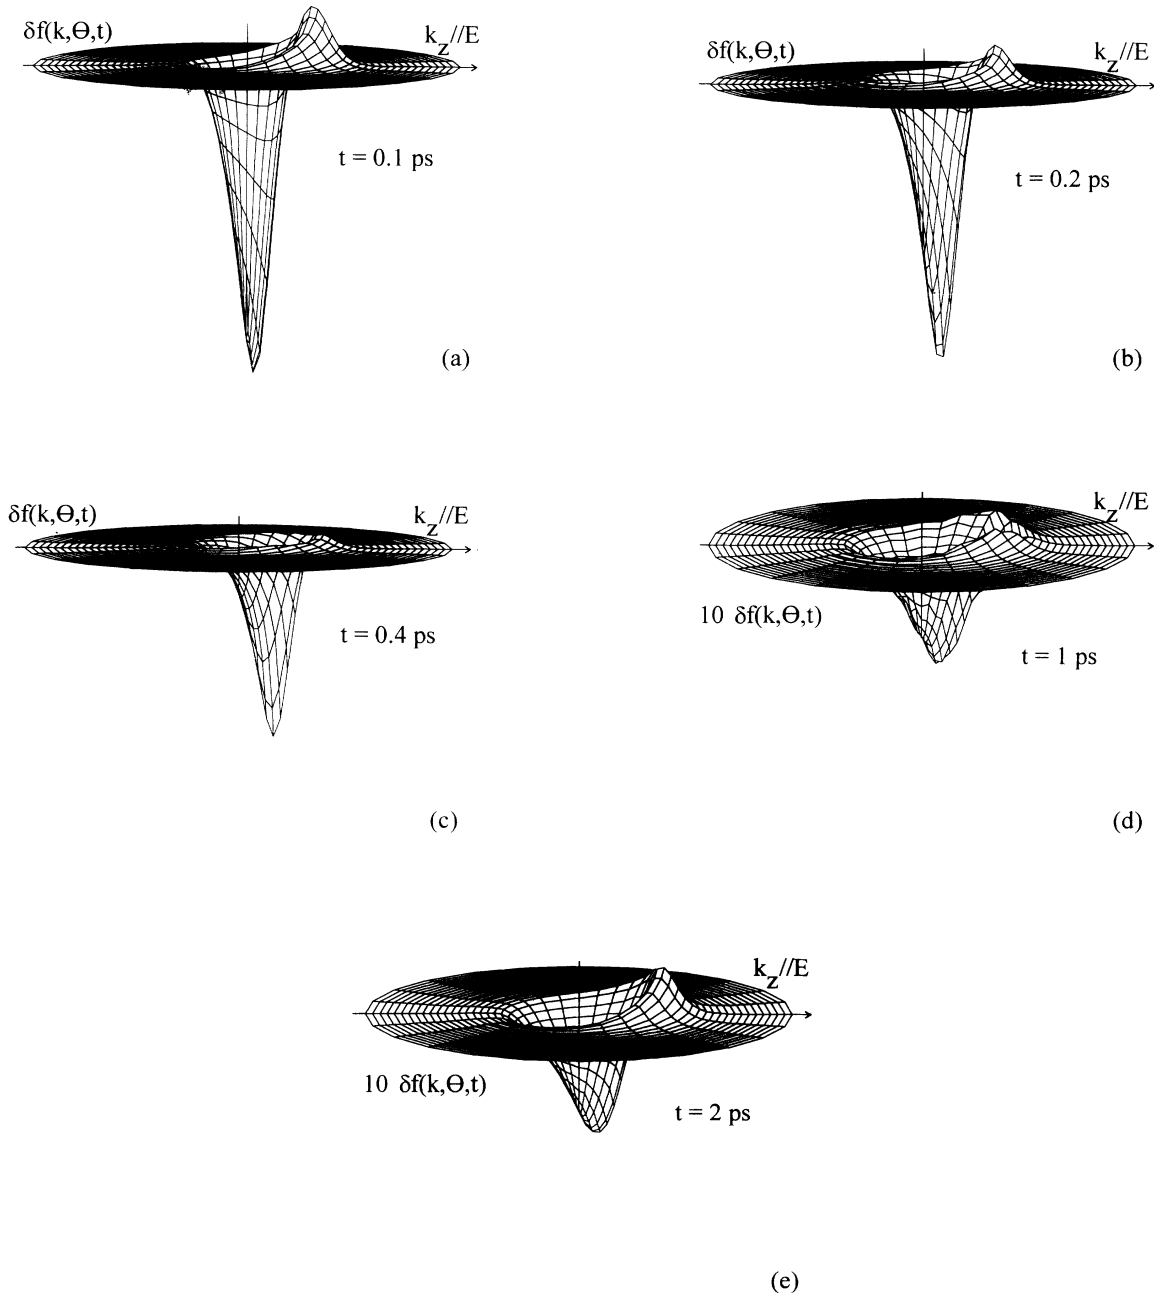 δf(k,Θ,t)
k_z//E
t = 0.1 ps
(a)
δf(k,Θ,t)
k_z//E
t = 0.2 ps
(b)
δf(k,Θ,t)
k_z//E
t = 0.4 ps
(c)
k_z//E
10 δf(k,Θ,t)
t = 1 ps
(d)
k_z//E
10 δf(k,Θ,t)
t = 2 ps
(e)